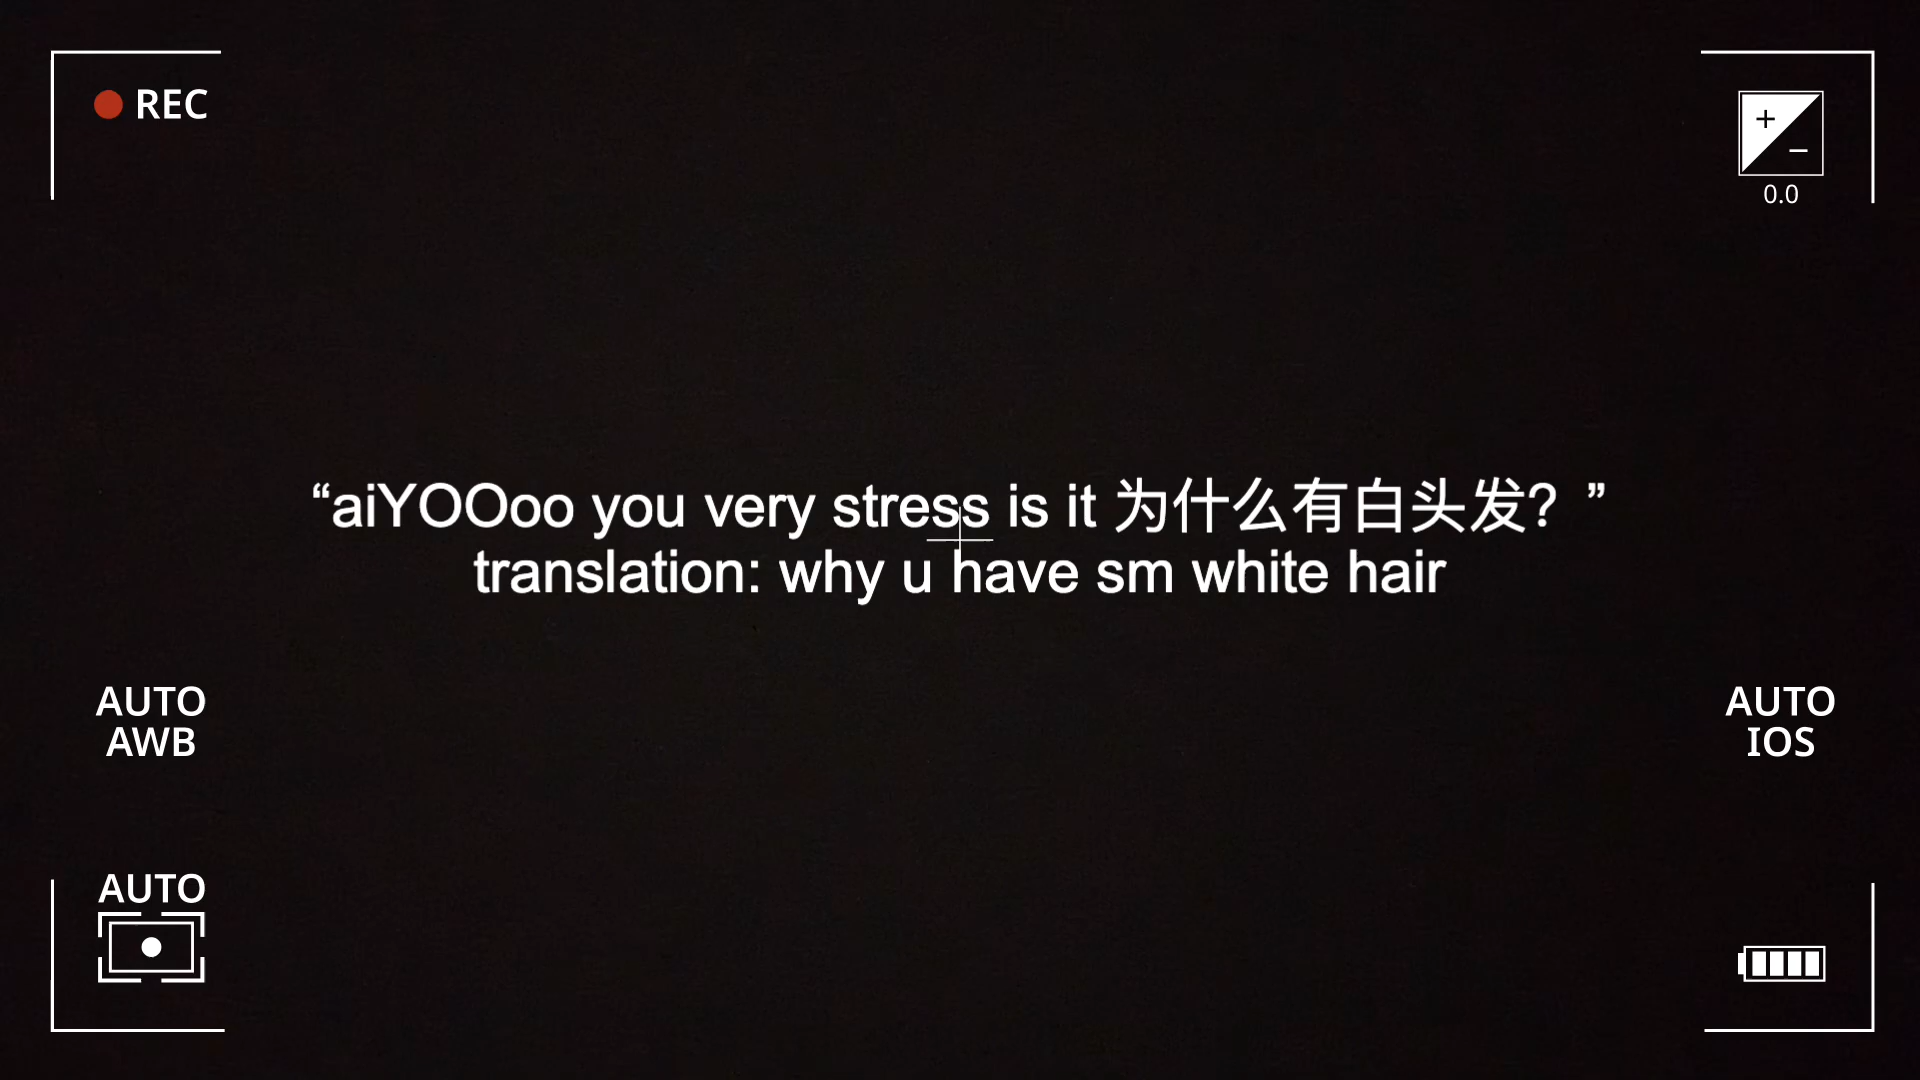 REC
+
−
0.0
“aiYOOoo you very stress is it 为什么有白头发？”
translation: why u have sm white hair
AUTO
AWB
AUTO
IOS
AUTO